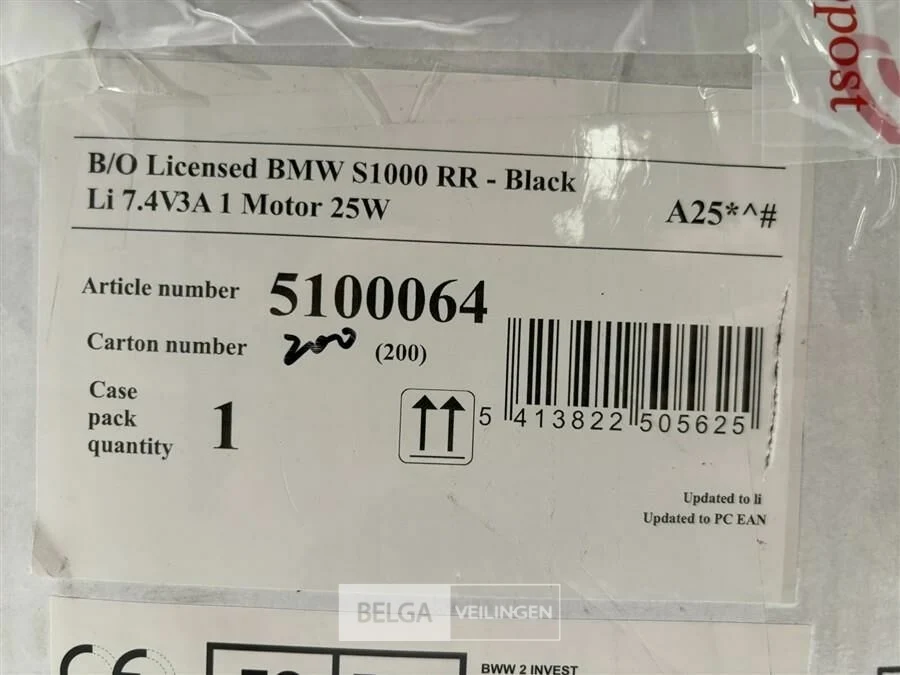 ppost
B/O Licensed BMW S1000 RR - Black
Li 7.4V3A 1 Motor 25W
A25*^#
Article number 5100064
Carton number 200 (200)
Case
pack
quantity 1
5 413822 505625
Updated to li
Updated to PC EAN
BELGA VEILINGEN
CE
BWW 2 INVEST